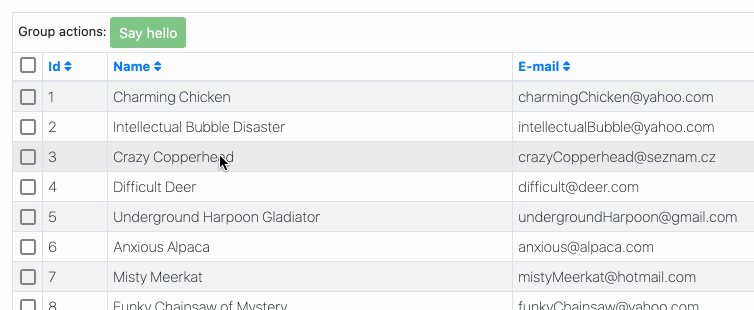 Group actions: Say hello
Id Name E-mail
1 Charming Chicken charmingChicken@yahoo.com
2 Intellectual Bubble Disaster intellectualBubble@yahoo.com
3 Crazy Copperhead crazyCopperhead@seznam.cz
4 Difficult Deer difficult@deer.com
5 Underground Harpoon Gladiator undergroundHarpoon@gmail.com
6 Anxious Alpaca anxious@alpaca.com
7 Misty Meerkat mistyMeerkat@hotmail.com
8 Funky Chainsaw of Mystery funkyChainsaw@yahoo.com